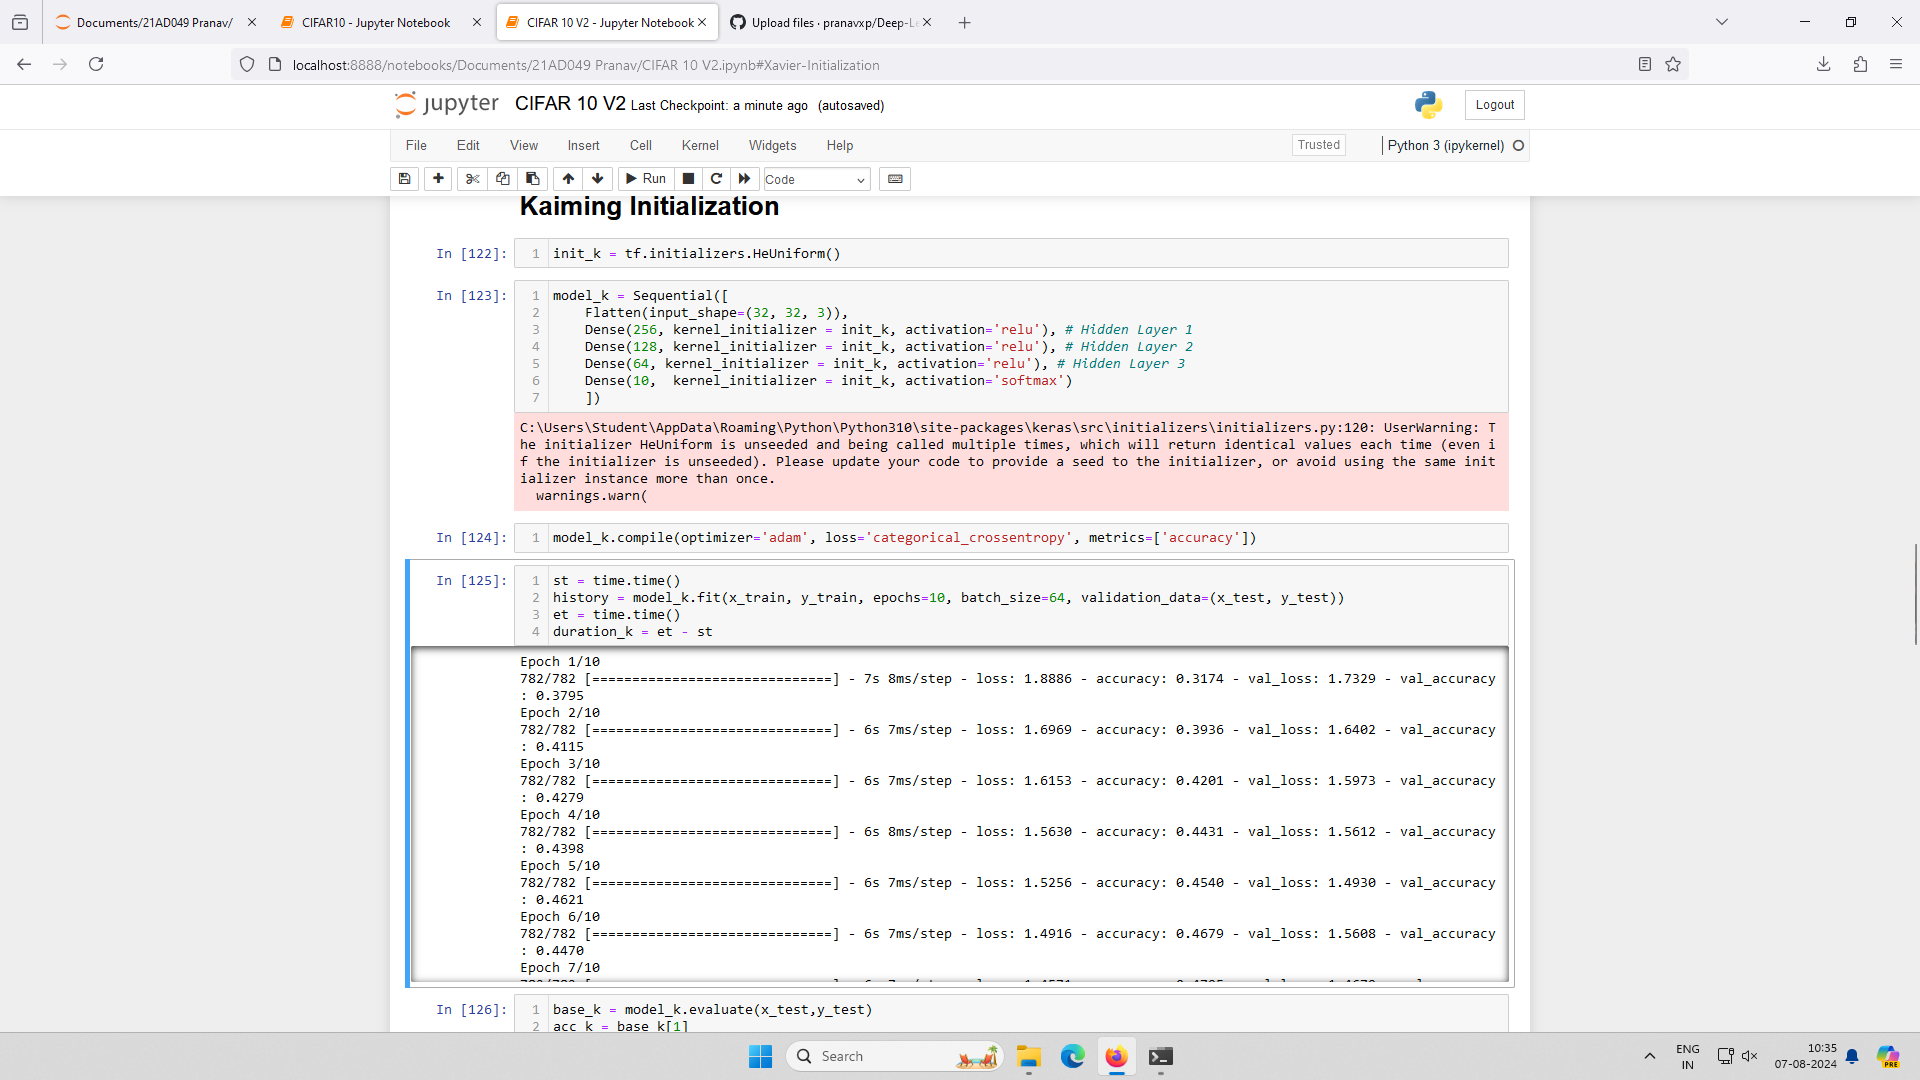 Documents/21AD049 Pranav/
CIFAR10 - Jupyter Notebook
CIFAR 10 V2 - Jupyter Notebook
Upload files · pranavxp/Deep-Le
localhost:8888/notebooks/Documents/21AD049 Pranav/CIFAR 10 V2.ipynb#Xavier-Initialization
jupyter CIFAR 10 V2 Last Checkpoint: a minute ago (autosaved)
Logout
File Edit View Insert Cell Kernel Widgets Help
Trusted
Python 3 (ipykernel)
Run
Code
Kaiming Initialization
In [122]:
1 init_k = tf.initializers.HeUniform()
In [123]:
1 model_k = Sequential([
2     Flatten(input_shape=(32, 32, 3)),
3     Dense(256, kernel_initializer = init_k, activation='relu'), # Hidden Layer 1
4     Dense(128, kernel_initializer = init_k, activation='relu'), # Hidden Layer 2
5     Dense(64, kernel_initializer = init_k, activation='relu'), # Hidden Layer 3
6     Dense(10,  kernel_initializer = init_k, activation='softmax')
7     ])
C:\Users\Student\AppData\Roaming\Python\Python310\site-packages\keras\src\initializers\initializers.py:120: UserWarning: T
he initializer HeUniform is unseeded and being called multiple times, which will return identical values each time (even i
f the initializer is unseeded). Please update your code to provide a seed to the initializer, or avoid using the same init
ializer instance more than once.
  warnings.warn(
In [124]:
1 model_k.compile(optimizer='adam', loss='categorical_crossentropy', metrics=['accuracy'])
In [125]:
1 st = time.time()
2 history = model_k.fit(x_train, y_train, epochs=10, batch_size=64, validation_data=(x_test, y_test))
3 et = time.time()
4 duration_k = et - st
Epoch 1/10
782/782 [==============================] - 7s 8ms/step - loss: 1.8886 - accuracy: 0.3174 - val_loss: 1.7329 - val_accuracy
: 0.3795
Epoch 2/10
782/782 [==============================] - 6s 7ms/step - loss: 1.6969 - accuracy: 0.3936 - val_loss: 1.6402 - val_accuracy
: 0.4115
Epoch 3/10
782/782 [==============================] - 6s 7ms/step - loss: 1.6153 - accuracy: 0.4201 - val_loss: 1.5973 - val_accuracy
: 0.4279
Epoch 4/10
782/782 [==============================] - 6s 8ms/step - loss: 1.5630 - accuracy: 0.4431 - val_loss: 1.5612 - val_accuracy
: 0.4398
Epoch 5/10
782/782 [==============================] - 6s 7ms/step - loss: 1.5256 - accuracy: 0.4540 - val_loss: 1.4930 - val_accuracy
: 0.4621
Epoch 6/10
782/782 [==============================] - 6s 7ms/step - loss: 1.4916 - accuracy: 0.4679 - val_loss: 1.5608 - val_accuracy
: 0.4470
Epoch 7/10
In [126]:
1 base_k = model_k.evaluate(x_test,y_test)
2 acc_k = base_k[1]
Search
ENG
IN
10:35
07-08-2024
PRE